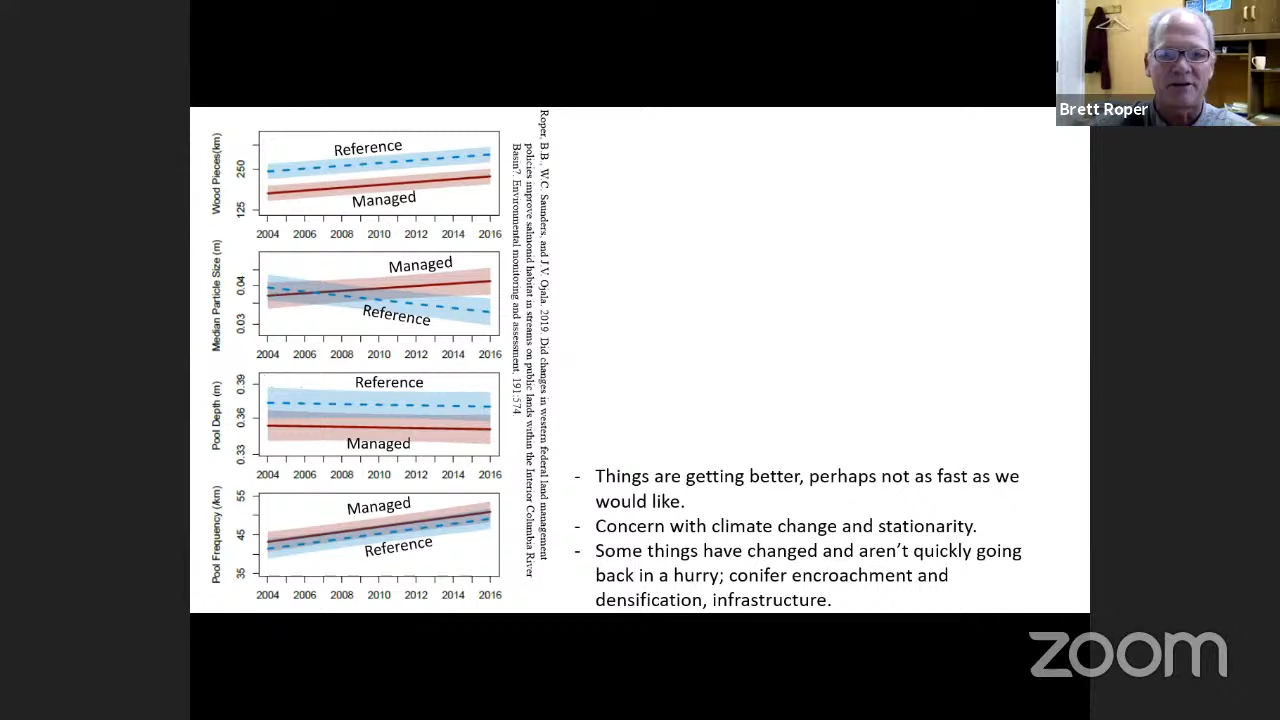 Brett Roper
Wood Pieces(km)
250
125
Reference
Managed
2004 2006 2008 2010 2012 2014 2016
Median Particle Size (m)
0.04
0.03
Managed
Reference
2004 2006 2008 2010 2012 2014 2016
Pool Depth (m)
0.39
0.36
0.33
Reference
Managed
2004 2006 2008 2010 2012 2014 2016
Pool Frequency (/km)
55
45
35
Managed
Reference
2004 2006 2008 2010 2012 2014 2016
Roper, B.B., W.C. Saunders, and J.V. Ojala. 2019. Did changes in western federal land management
policies improve salmonid habitat in streams on public lands within the Interior Columbia River
Basin?. Environmental monitoring and assessment, 191:574.
- Things are getting better, perhaps not as fast as we
would like.
- Concern with climate change and stationarity.
- Some things have changed and aren't quickly going
back in a hurry; conifer encroachment and
densification, infrastructure.
zoom